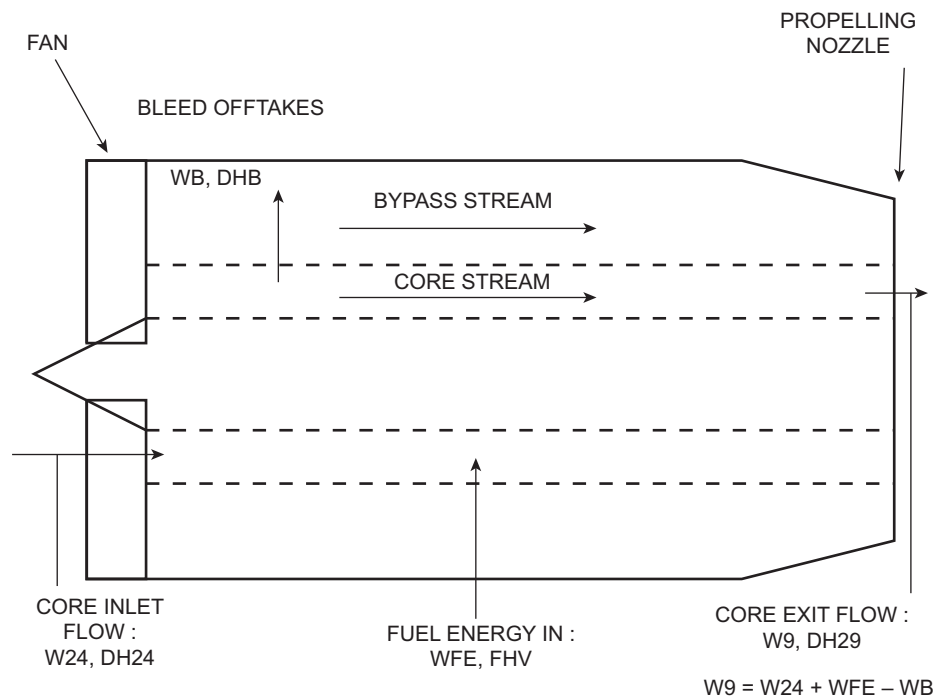 PROPELLING
NOZZLE
FAN
BLEED OFFTAKES
WB, DHB
BYPASS STREAM
CORE STREAM
CORE INLET
FLOW :
W24, DH24
FUEL ENERGY IN :
WFE, FHV
CORE EXIT FLOW :
W9, DH29
W9 = W24 + WFE – WB